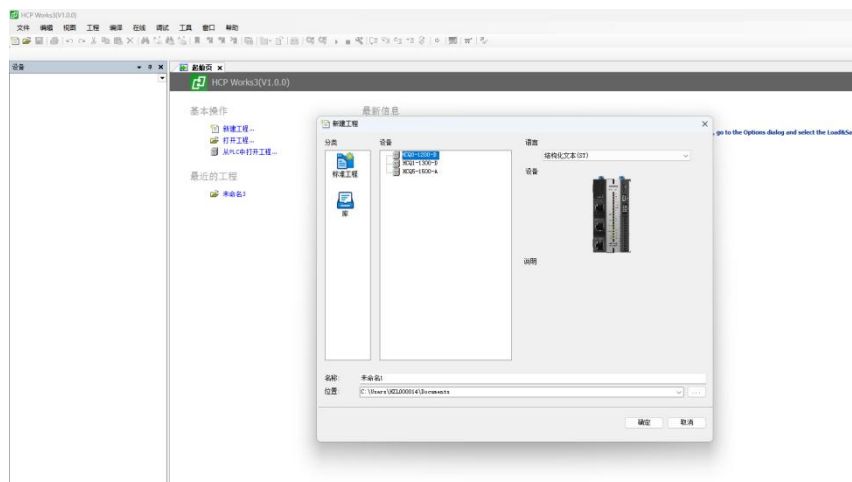 HCP Works3(V1.0.0)
文件 编辑 视图 工程 编译 在线 调试 工具 窗口 帮助
设备
起始页
HCP Works3(V1.0.0)
基本操作
新建工程...
打开工程...
从PLC中打开工程...
最近的工程
未命名3
最新信息
, go to the Options dialog and select the Load&Sa
新建工程
分类
标准工程
库
设备
HCQ0-1200-D
HCQ1-1300-D
HCQ5-1500-A
语言
结构化文本(ST)
设备
说明
名称: 未命名1
位置: C:\Users\HZL000014\Documents
...
确定 取消